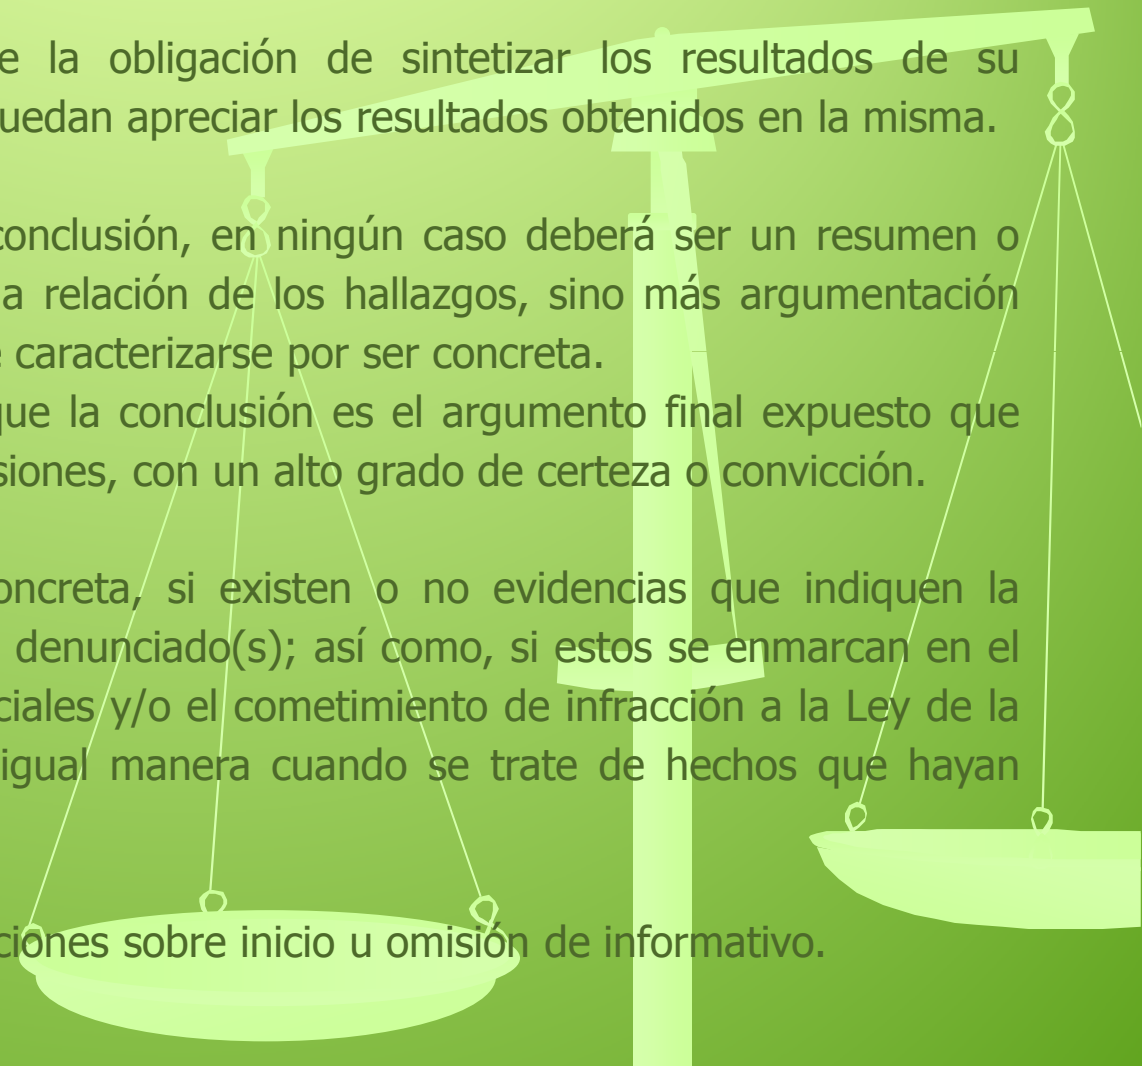 e la obligación de sintetizar los resultados de su
uedan apreciar los resultados obtenidos en la misma.
conclusión, en ningún caso deberá ser un resumen o
a relación de los hallazgos, sino más argumentación
caracterizarse por ser concreta.
que la conclusión es el argumento final expuesto que
siones, con un alto grado de certeza o convicción.
oncreta, si existen o no evidencias que indiquen la
denunciado(s); así como, si estos se enmarcan en el
ciales y/o el cometimiento de infracción a la Ley de la
igual manera cuando se trate de hechos que hayan
ciones sobre inicio u omisión de informativo.